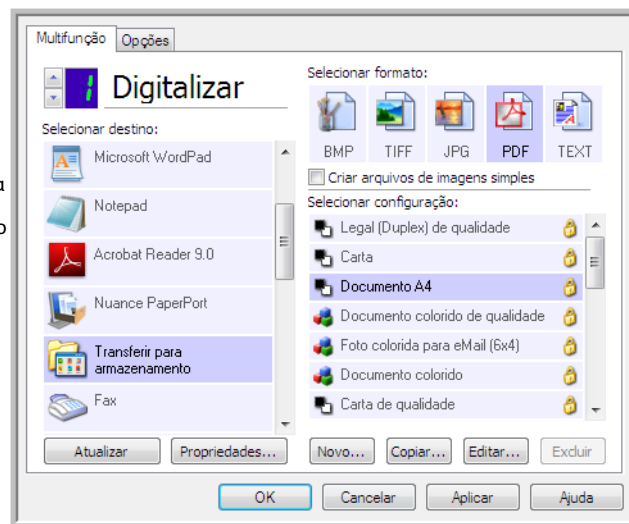 Multifunção
Opções
1
Digitalizar
Selecionar destino:
Microsoft WordPad
Notepad
Acrobat Reader 9.0
Nuance PaperPort
Transferir para
armazenamento
Fax
Atualizar
Propriedades...
Selecionar formato:
BMP
TIFF
JPG
PDF
TEXT
Criar arquivos de imagens simples
Selecionar configuração:
Legal (Duplex) de qualidade
Carta
Documento A4
Documento colorido de qualidade
Foto colorida para eMail (6x4)
Documento colorido
Carta de qualidade
Novo...
Copiar...
Editar...
Excluir
OK
Cancelar
Aplicar
Ajuda